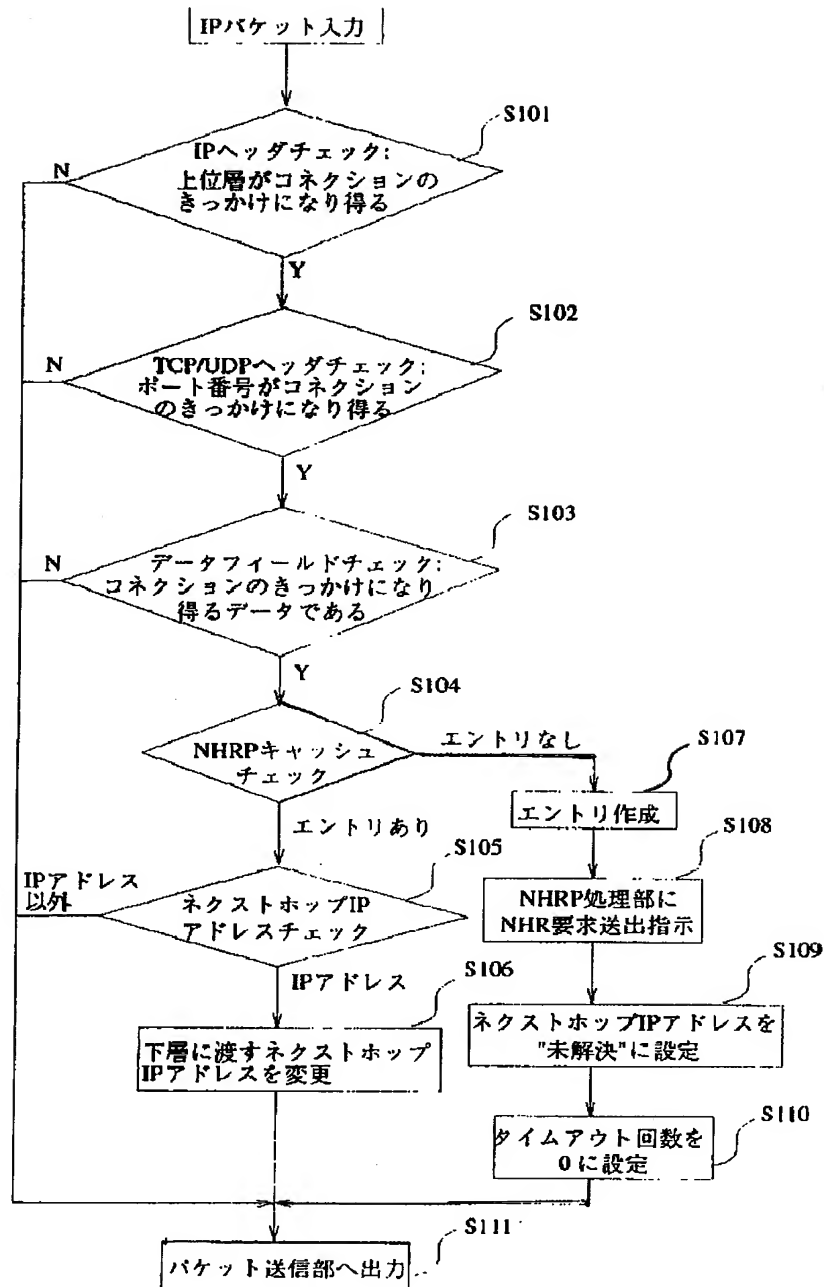 IPパケット入力
S101
IPヘッダチェック:
上位層がコネクションの
きっかけになり得る
N
Y
S102
TCP/UDPヘッダチェック:
ポート番号がコネクション
のきっかけになり得る
N
Y
S103
データフィールドチェック:
コネクションのきっかけになり
得るデータである
N
Y
S104
NHRPキャッシュ
チェック
エントリなし
S107
エントリ作成
エントリあり
S105
S108
IPアドレス
以外
ネクストホップIP
アドレスチェック
NHRP処理部に
NHR要求送出指示
IPアドレス
S106
S109
下層に渡すネクストホップ
IPアドレスを変更
ネクストホップIPアドレスを
"未解決"に設定
S110
タイムアウト回数を
0に設定
S111
パケット送信部へ出力